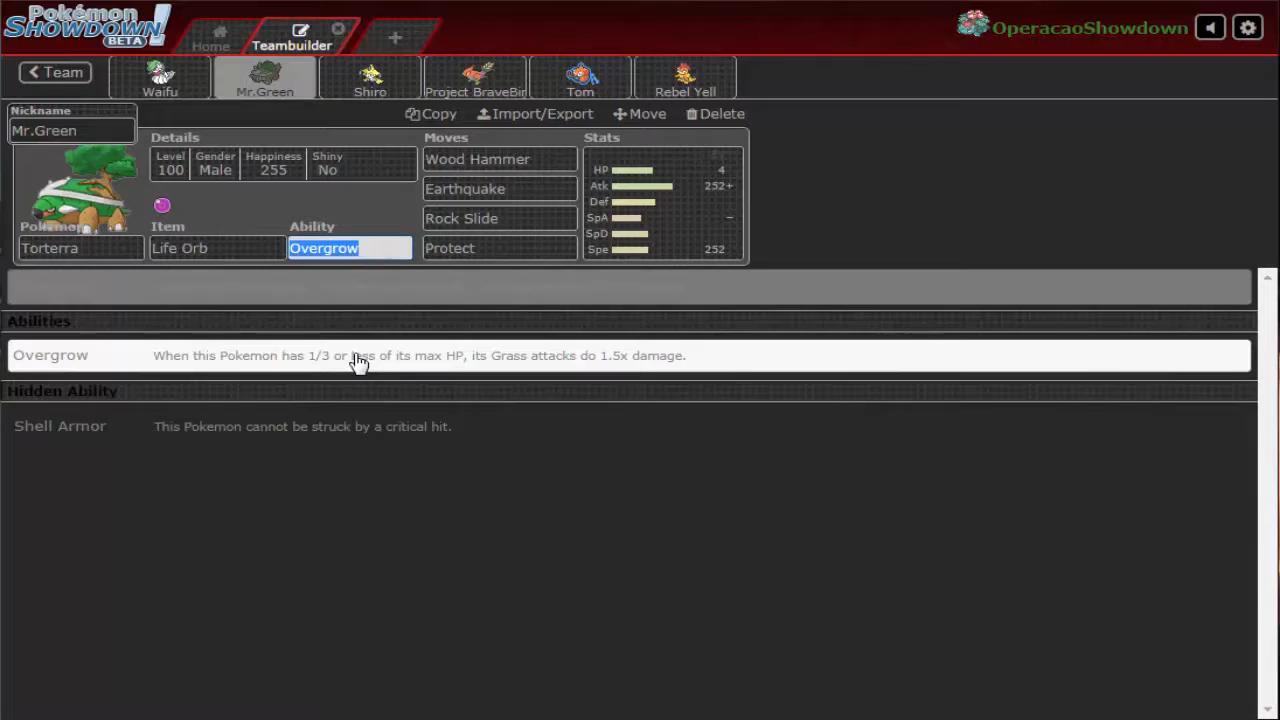 Pokémon
SHOWDOWN!
BETA
Home
Teambuilder
+
OperacaoShowdown
Team
Waifu
Mr.Green
Shiro
Project BraveBir
Tom
Rebel Yell
Nickname
Mr.Green
Copy
Import/Export
Move
Delete
Details
Level
100
Gender
Male
Happiness
255
Shiny
No
Pokémon
Torterra
Item
Life Orb
Ability
Overgrow
Moves
Wood Hammer
Earthquake
Rock Slide
Protect
Stats
HP 4
Atk 252+
Def
SpA –
SpD
Spe 252
Abilities
Overgrow When this Pokemon has 1/3 or less of its max HP, its Grass attacks do 1.5x damage.
Hidden Ability
Shell Armor This Pokemon cannot be struck by a critical hit.